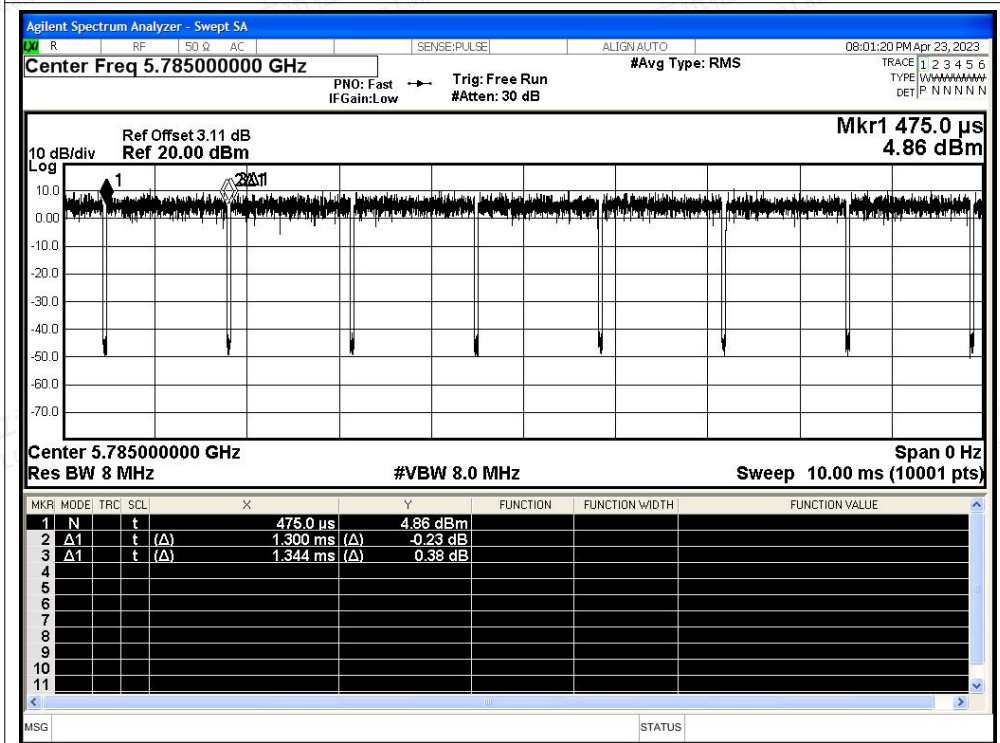 Agilent Spectrum Analyzer - Swept SA
LXI R RF 50 Ω AC SENSE:PULSE ALIGN AUTO 08:01:20 PM Apr 23, 2023
Center Freq 5.785000000 GHz #Avg Type: RMS TRACE 1 2 3 4 5 6
PNO: Fast Trig: Free Run TYPE W
IFGain:Low #Atten: 30 dB DET P N N N N N
Mkr1 475.0 µs
Ref Offset 3.11 dB
10 dB/div Ref 20.00 dBm 4.86 dBm
Log
1 2Δ1
10.0
0.00
-10.0
-20.0
-30.0
-40.0
-50.0
-60.0
-70.0
Center 5.785000000 GHz Span 0 Hz
Res BW 8 MHz #VBW 8.0 MHz Sweep 10.00 ms (10001 pts)
MKR MODE TRC SCL X Y FUNCTION FUNCTION WIDTH FUNCTION VALUE
1 N t 475.0 µs 4.86 dBm
2 Δ1 t (Δ) 1.300 ms (Δ) -0.23 dB
3 Δ1 t (Δ) 1.344 ms (Δ) 0.38 dB
4
5
6
7
8
9
10
11
MSG STATUS